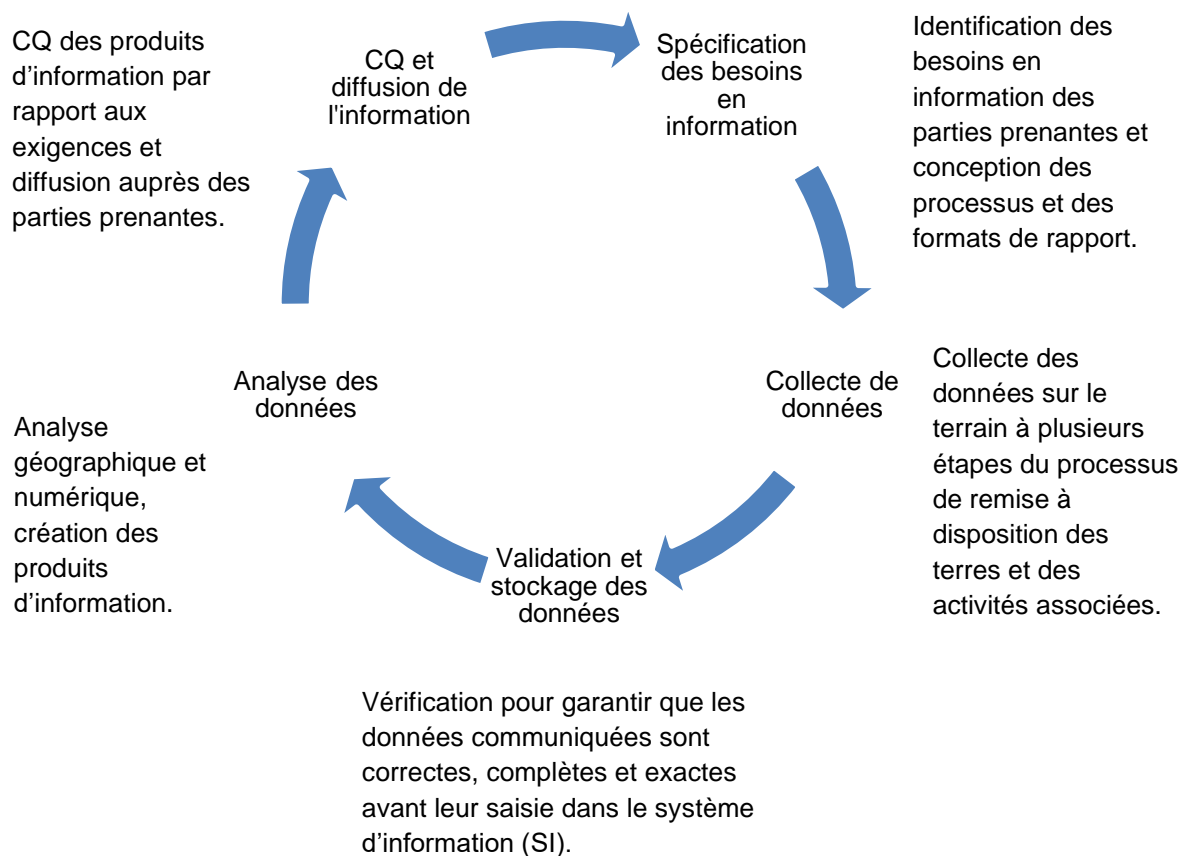 CQ des produits
d’information par
rapport aux
exigences et
diffusion auprès des
parties prenantes.
CQ et
diffusion de
l'information
Spécification
des besoins
en
information
Identification des
besoins en
information des
parties prenantes et
conception des
processus et des
formats de rapport.
Collecte de
données
Collecte des
données sur le
terrain à plusieurs
étapes du processus
de remise à
disposition des
terres et des
activités associées.
Validation et
stockage des
données
Vérification pour garantir que les
données communiquées sont
correctes, complètes et exactes
avant leur saisie dans le système
d’information (SI).
Analyse des
données
Analyse
géographique et
numérique,
création des
produits
d’information.